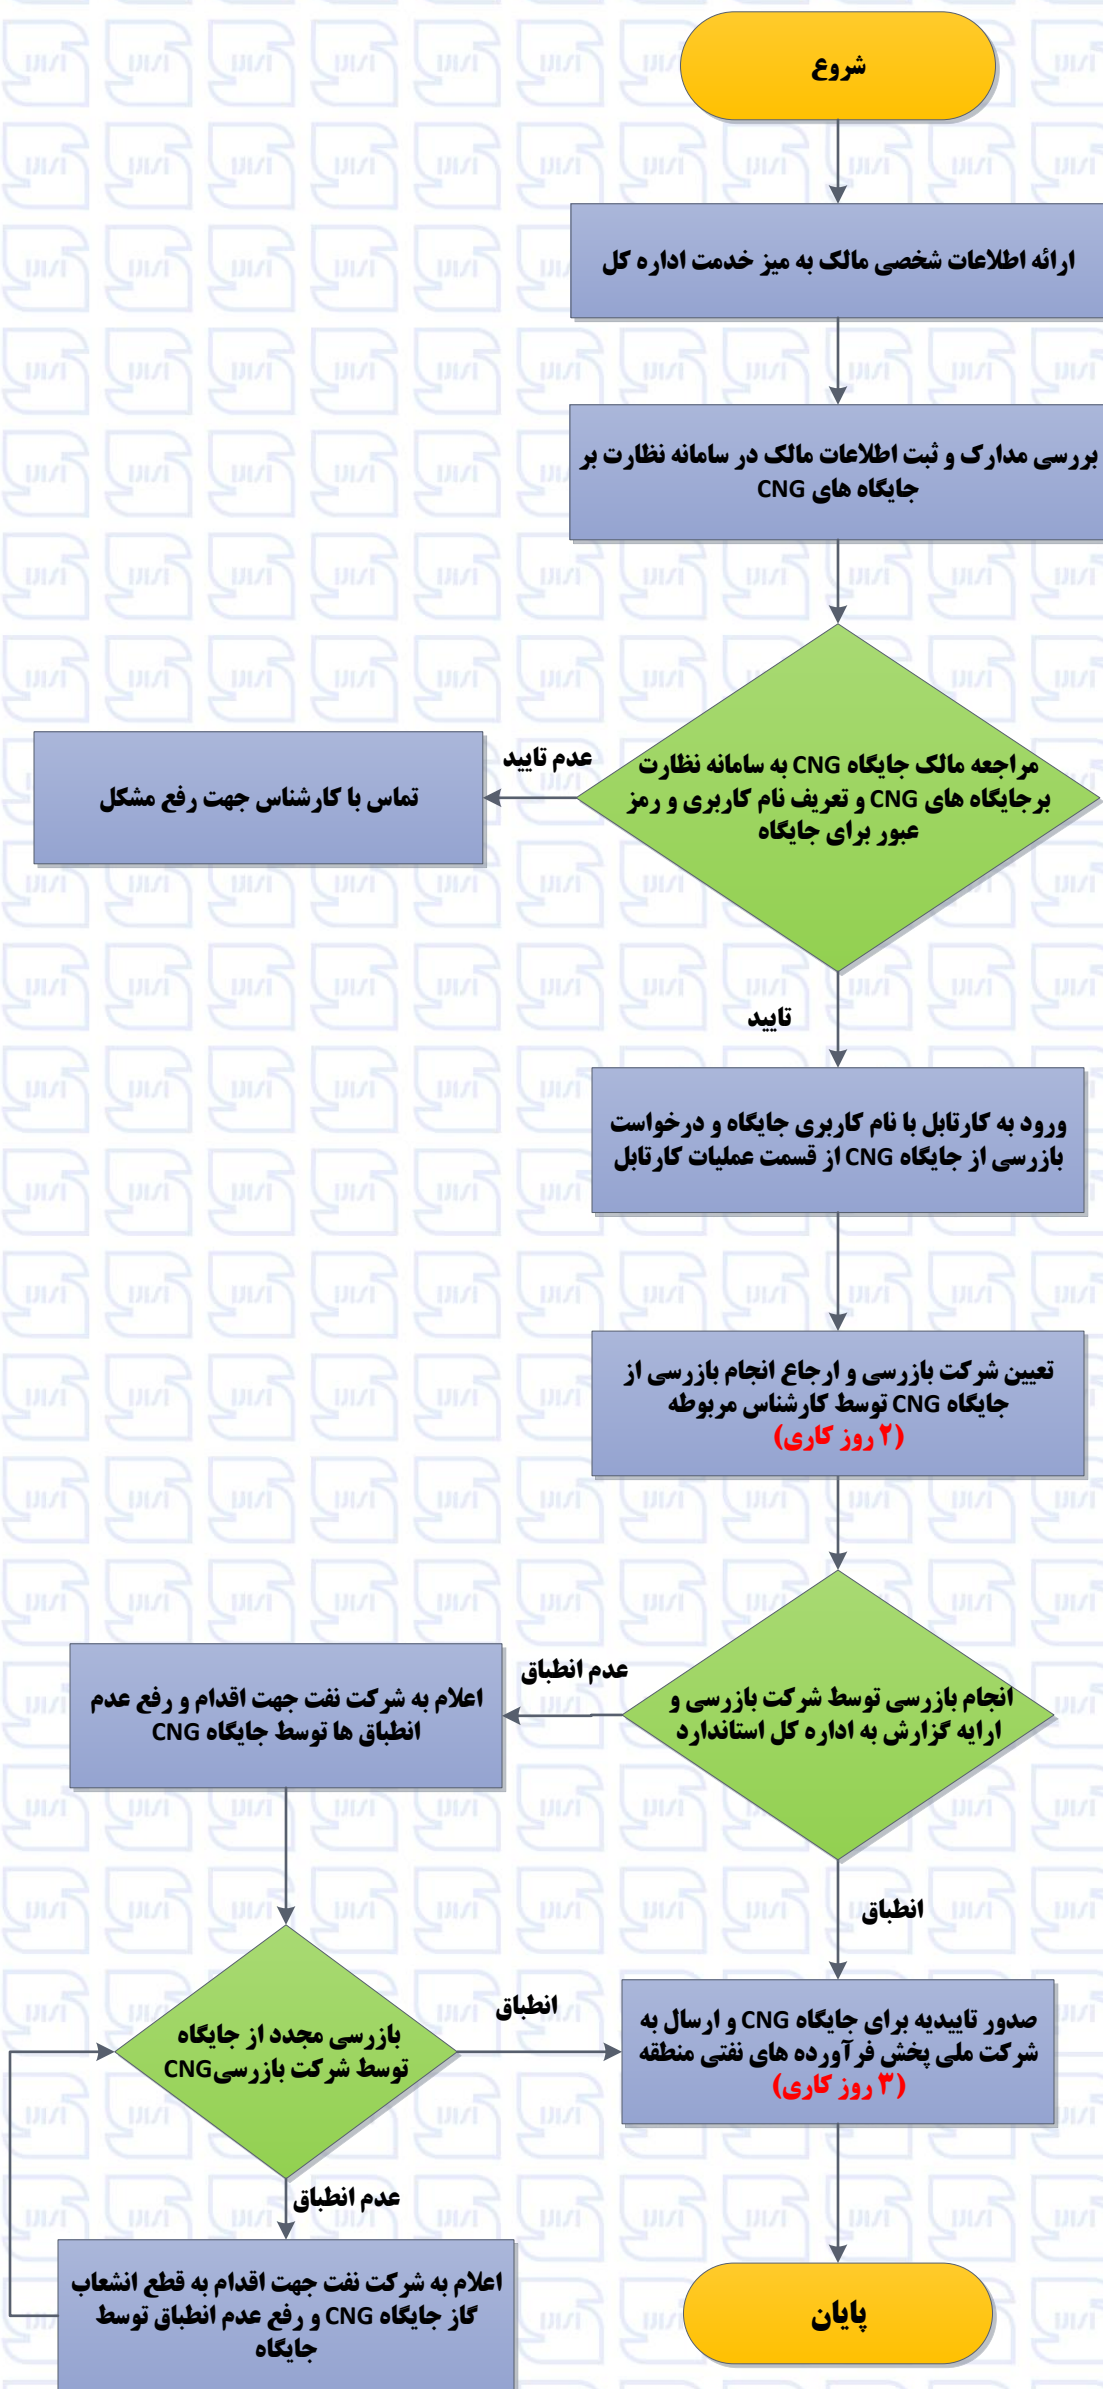 شروع
ارائه اطلاعات شخصی مالک به میز خدمت اداره کل
بررسی مدارک و ثبت اطلاعات مالک در سامانه نظارت بر
جایگاه های CNG
مراجعه مالک جایگاه CNG به سامانه نظارت
برجایگاه های CNG و تعریف نام کاربری و رمز
عبور برای جایگاه
عدم تایید
تماس با کارشناس جهت رفع مشکل
تایید
ورود به کارتابل با نام کاربری جایگاه و درخواست
بازرسی از جایگاه CNG از قسمت عملیات کارتابل
تعیین شرکت بازرسی و ارجاع انجام بازرسی از
جایگاه CNG توسط کارشناس مربوطه
(۲ روز کاری)
انجام بازرسی توسط شرکت بازرسی و
ارایه گزارش به اداره کل استاندارد
عدم انطباق
اعلام به شرکت نفت جهت اقدام و رفع عدم
انطباق ها توسط جایگاه CNG
انطباق
بازرسی مجدد از جایگاه
CNGتوسط شرکت بازرسی
انطباق
صدور تاییدیه برای جایگاه CNG و ارسال به
شرکت ملی پخش فرآورده های نفتی منطقه
(۳ روز کاری)
عدم انطباق
اعلام به شرکت نفت جهت اقدام به قطع انشعاب
گاز جایگاه CNG و رفع عدم انطباق توسط
جایگاه
پایان